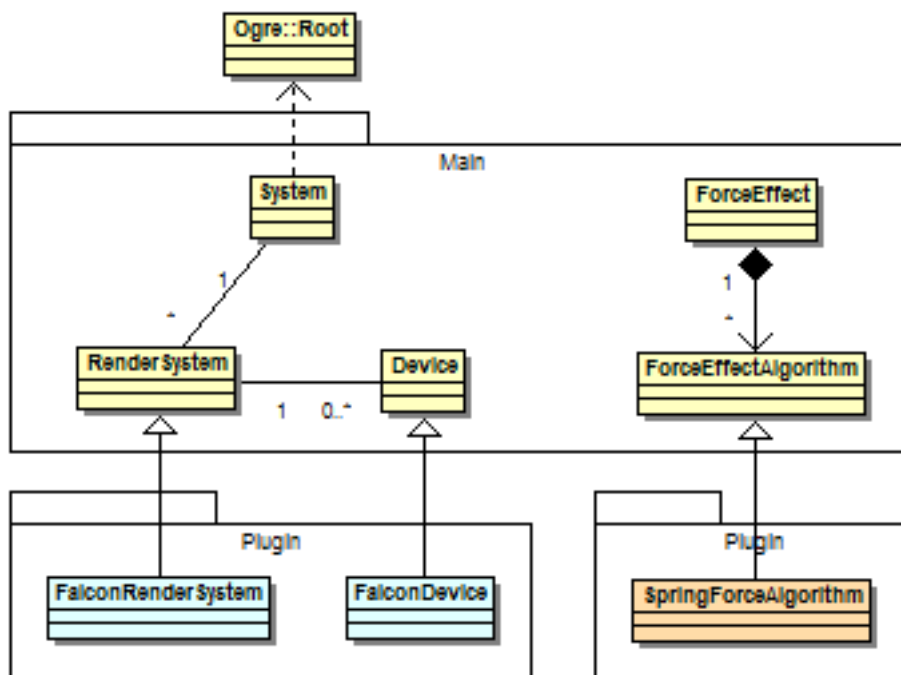 Ogre::Root
Main
System
ForceEffect
1
*
1
*
RenderSystem
Device
ForceEffectAlgorithm
1 0..*
Plugin
Plugin
FalconRenderSystem
FalconDevice
SpringForceAlgorithm